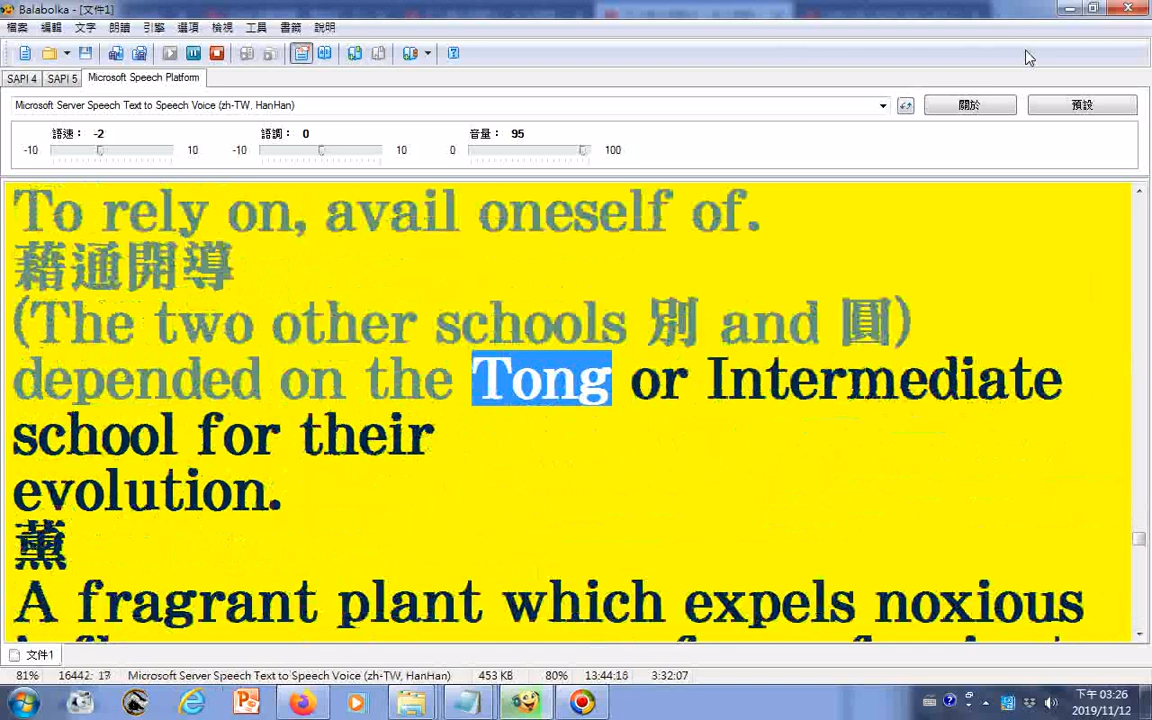 Balabolka - [文件1]
檔案 編輯 文字 朗讀 引擎 選項 檢視 工具 書籤 說明
SAPI 4 SAPI 5 Microsoft Speech Platform
Microsoft Server Speech Text to Speech Voice (zh-TW, HanHan) 關於 預設
語速： -2 語調： 0 音量： 95
-10 10 -10 10 0 100
To rely on, avail oneself of.
藉通開導
(The two other schools 別 and 圓)
depended on the Tong or Intermediate
school for their
evolution.
薰
A fragrant plant which expels noxious
文件1
81% 16442: 17 Microsoft Server Speech Text to Speech Voice (zh-TW, HanHan) 453 KB 80% 13:44:18 3:32:07
下午 03:26
2019/11/12